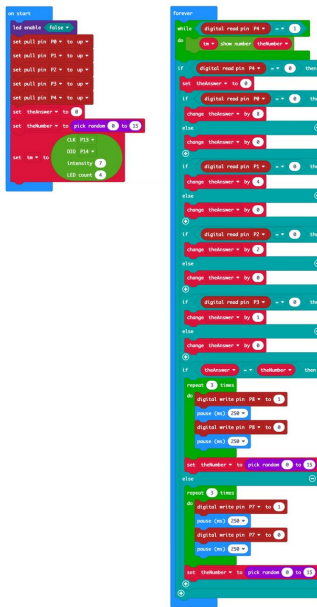 on start
led enable false
set pull pin P0 to up
set pull pin P1 to up
set pull pin P2 to up
set pull pin P3 to up
set pull pin P4 to up
set theAnswer to 0
set theNumber to pick random 0 to 15
set tm to
CLK P13
DIO P14
intensity 7
LED count 4
forever
while digital read pin P4 = 1
do tm show number theNumber
if digital read pin P4 = 0 then
set theAnswer to 0
if digital read pin P0 = 0 then
change theAnswer by 8
else
change theAnswer by 0
if digital read pin P1 = 0 then
change theAnswer by 4
else
change theAnswer by 0
if digital read pin P2 = 0 then
change theAnswer by 2
else
change theAnswer by 0
if digital read pin P3 = 0 then
change theAnswer by 1
else
change theAnswer by 0
if theAnswer = theNumber then
repeat 3 times
do digital write pin P8 to 1
pause (ms) 250
digital write pin P8 to 0
pause (ms) 250
set theNumber to pick random 0 to 15
else
repeat 3 times
do digital write pin P7 to 1
pause (ms) 250
digital write pin P7 to 0
pause (ms) 250
set theNumber to pick random 0 to 15